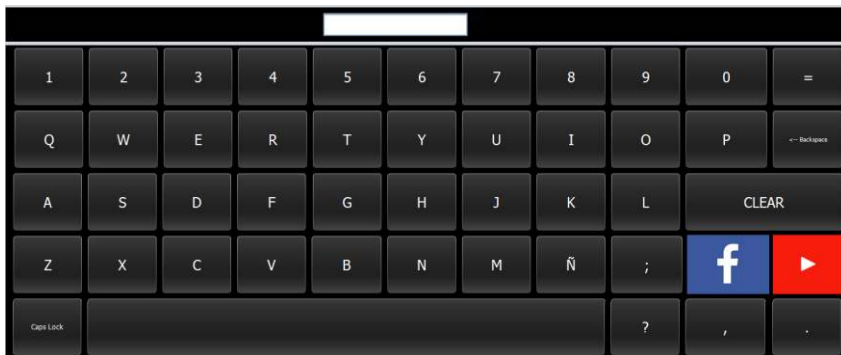 1 2 3 4 5 6 7 8 9 0 =
Q W E R T Y U I O P <-- Backspace
A S D F G H J K L CLEAR
Z X C V B N M Ñ ; f
Caps Lock ? , .